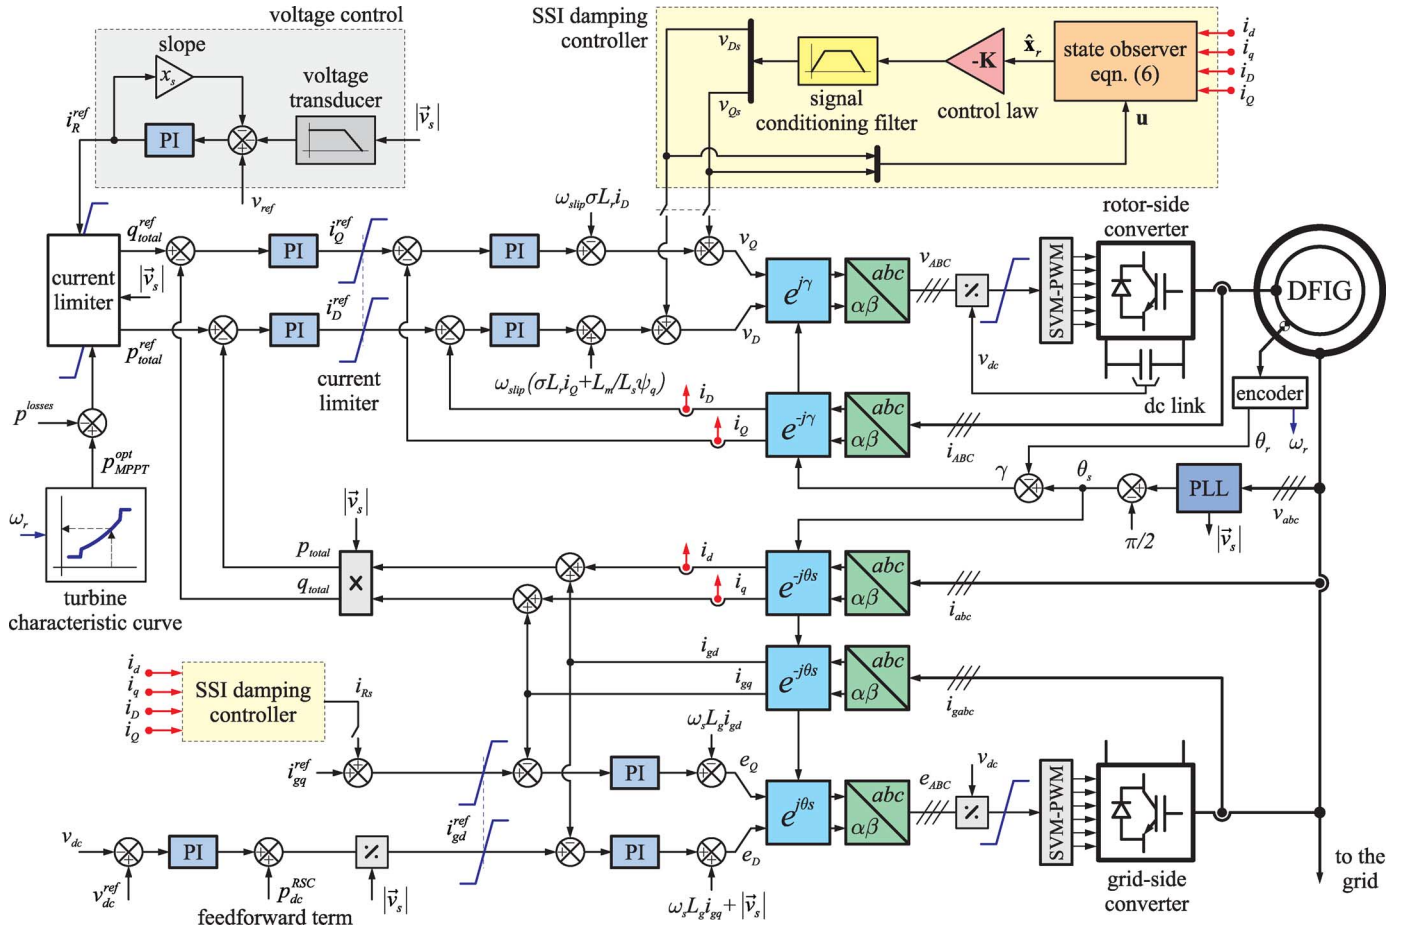 voltage control
slope
x_s
voltage
transducer
PI
i_R^ref
|v⃗_s|
v_ref
SSI damping
controller
v_Ds
v_Qs
signal
conditioning filter
-K
control law
x̂_r
state observer
eqn. (6)
u
i_d
i_q
i_D
i_Q
q_total^ref
|v⃗_s|
current
limiter
p_total^ref
PI
PI
i_Q^ref
i_D^ref
current
limiter
PI
PI
ω_slip σL_r i_D
ω_slip(σL_r i_Q+L_m/L_s ψ_q)
v_Q
v_D
e^jγ
abc
αβ
v_ABC
٪
v_dc
SVM-PWM
rotor-side
converter
dc link
DFIG
encoder
θ_r
ω_r
p^losses
p_MPPT^opt
ω_r
turbine
characteristic curve
i_D
i_Q
e^-jγ
abc
αβ
i_ABC
γ
θ_s
π/2
PLL
|v⃗_s|
v_abc
|v⃗_s|
p_total
q_total
×
i_d
i_q
e^-jθs
abc
αβ
i_abc
i_gd
i_gq
e^-jθs
abc
αβ
i_gabc
i_d
i_q
i_D
i_Q
SSI damping
controller
i_Rs
i_gq^ref
i_gd^ref
ω_s L_g i_gd
PI
PI
e_Q
e_D
ω_s L_g i_gq + |v⃗_s|
e^jθs
abc
αβ
e_ABC
v_dc
٪
SVM-PWM
grid-side
converter
to the
grid
v_dc
v_dc^ref
PI
p_dc^RSC
feedforward term
٪
|v⃗_s|